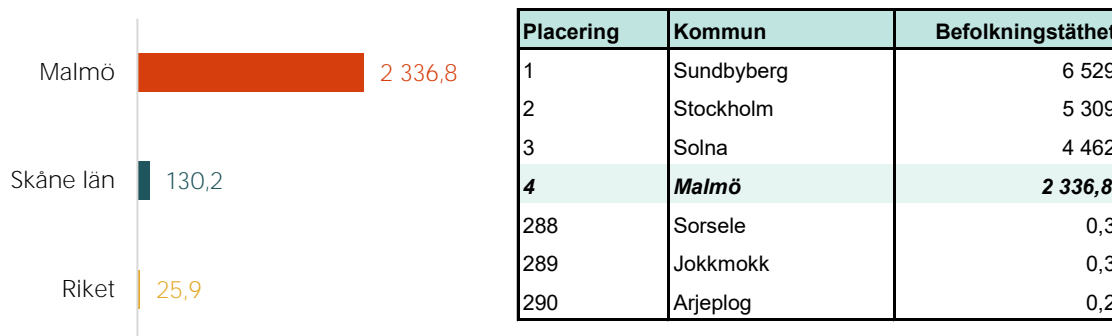 Malmö 2 336,8
Skåne län 130,2
Riket 25,9
Placering Kommun Befolkningstäthet
1 Sundbyberg 6 529
2 Stockholm 5 309
3 Solna 4 462
4 Malmö 2 336,8
288 Sorsele 0,3
289 Jokkmokk 0,3
290 Arjeplog 0,2